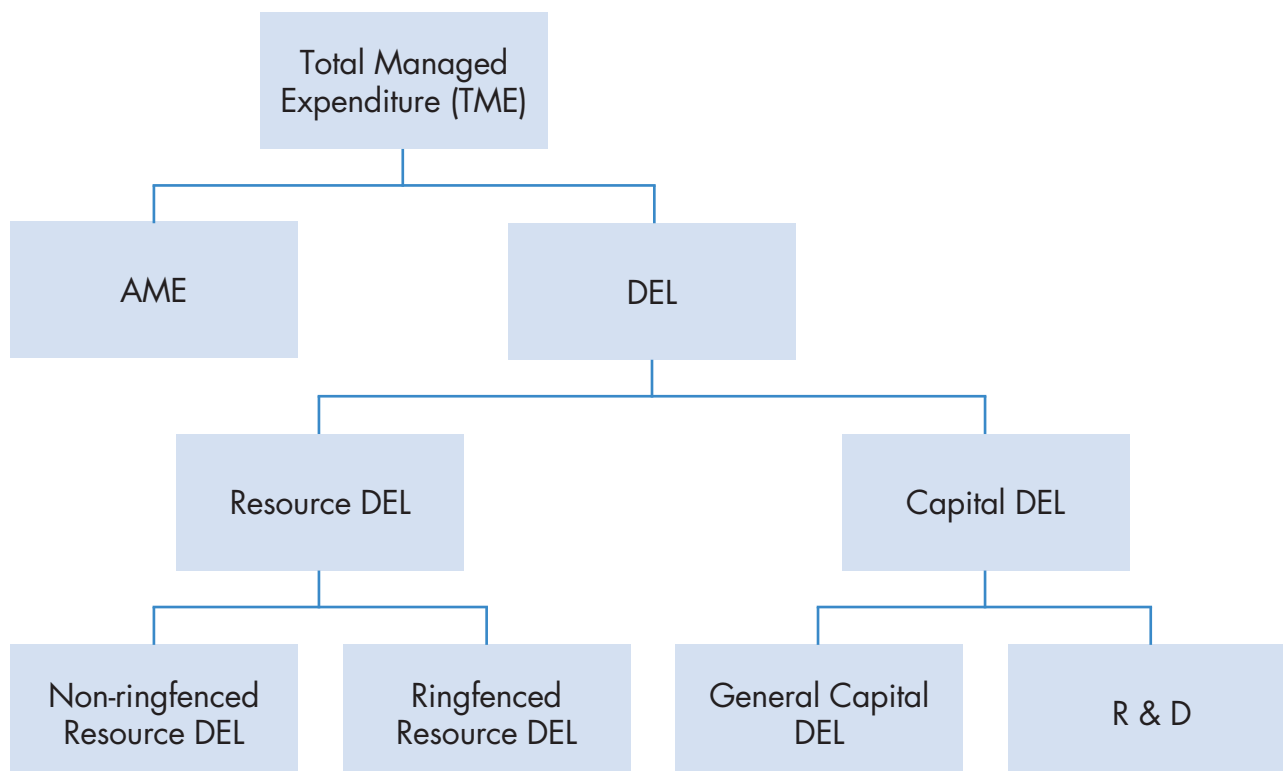 Total Managed
Expenditure (TME)
AME
DEL
Resource DEL
Capital DEL
Non-ringfenced
Resource DEL
Ringfenced
Resource DEL
General Capital
DEL
R & D